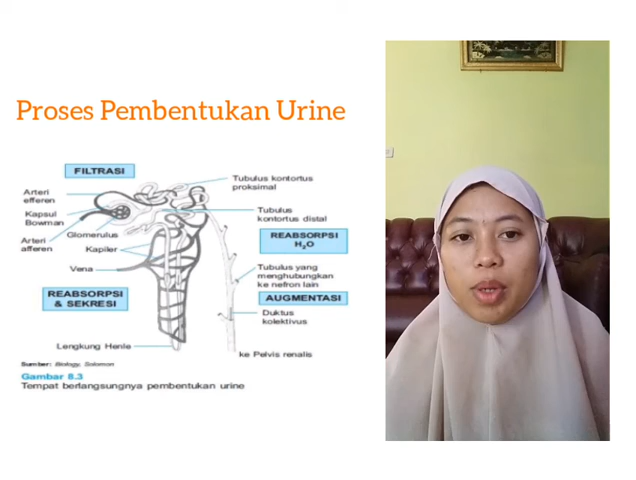 Proses Pembentukan Urine
FILTRASI
Arteri
efferen
Kapsul
Bowman
Arteri
afferen
Glomerulus
Kapiler
Vena
REABSORPSI
& SEKRESI
Lengkung Henle
Tubulus kontortus
proksimal
Tubulus
kontortus distal
REABSORPSI
H₂O
Tubulus yang
menghubungkan
ke nefron lain
AUGMENTASI
Duktus
kolektivus
ke Pelvis renalis
Sumber: Biology, Solomon
Gambar 8.3
Tempat berlangsungnya pembentukan urine